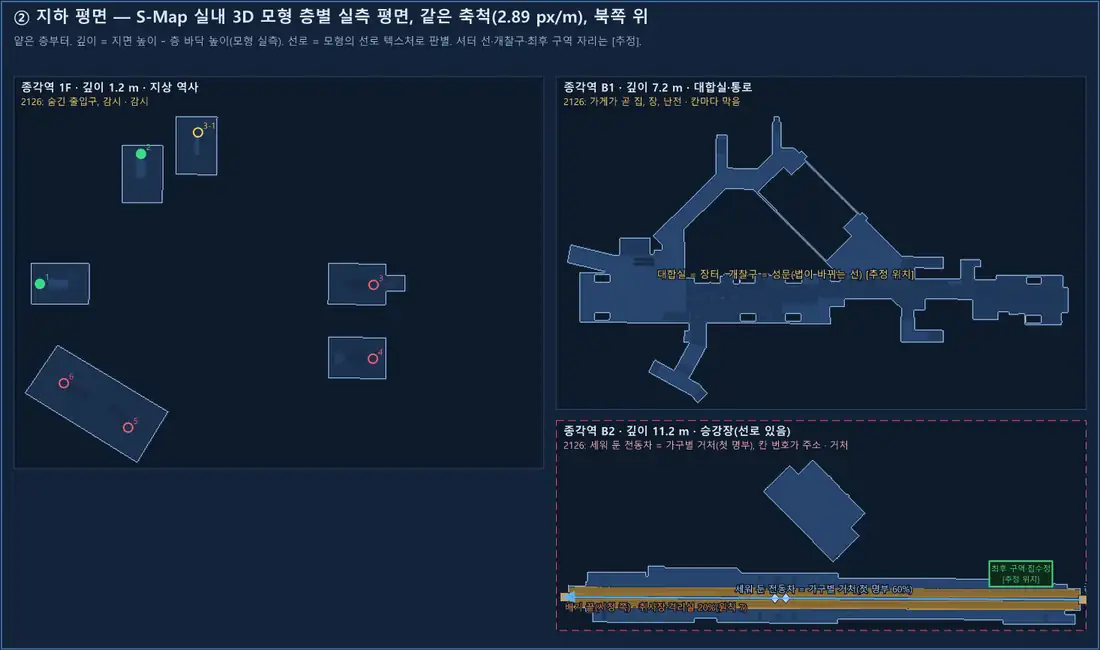 ② 지하 평면 — S-Map 실내 3D 모형 층별 실측 평면, 같은 축척(2.89 px/m), 북쪽 위
얕은 층부터. 깊이 = 지면 높이 − 층 바닥 높이(모형 실측). 선로 = 모형의 선로 텍스처로 판별. 셔터 선·개찰구·최후 구역 자리는 [추정].
종각역 1F · 깊이 1.2 m · 지상 역사
2126: 숨긴 출입구, 감시 · 감시
3-1
2
1
3
4
6
5
종각역 B1 · 깊이 7.2 m · 대합실·통로
2126: 가게가 곧 집, 장, 난전 · 칸마다 막음
대합실 = 장터, 개찰구 = 성문(법이 바뀌는 선) [추정 위치]
종각역 B2 · 깊이 11.2 m · 승강장(선로 있음)
2126: 세워 둔 전동차 = 가구별 거처(첫 명부), 칸 번호가 주소 · 거처
최후 구역 집수정
(추정 위치)
세워 둔 전동차 = 가구별 거처(첫 명부 60%)
취사장·격리실 20%(원칙